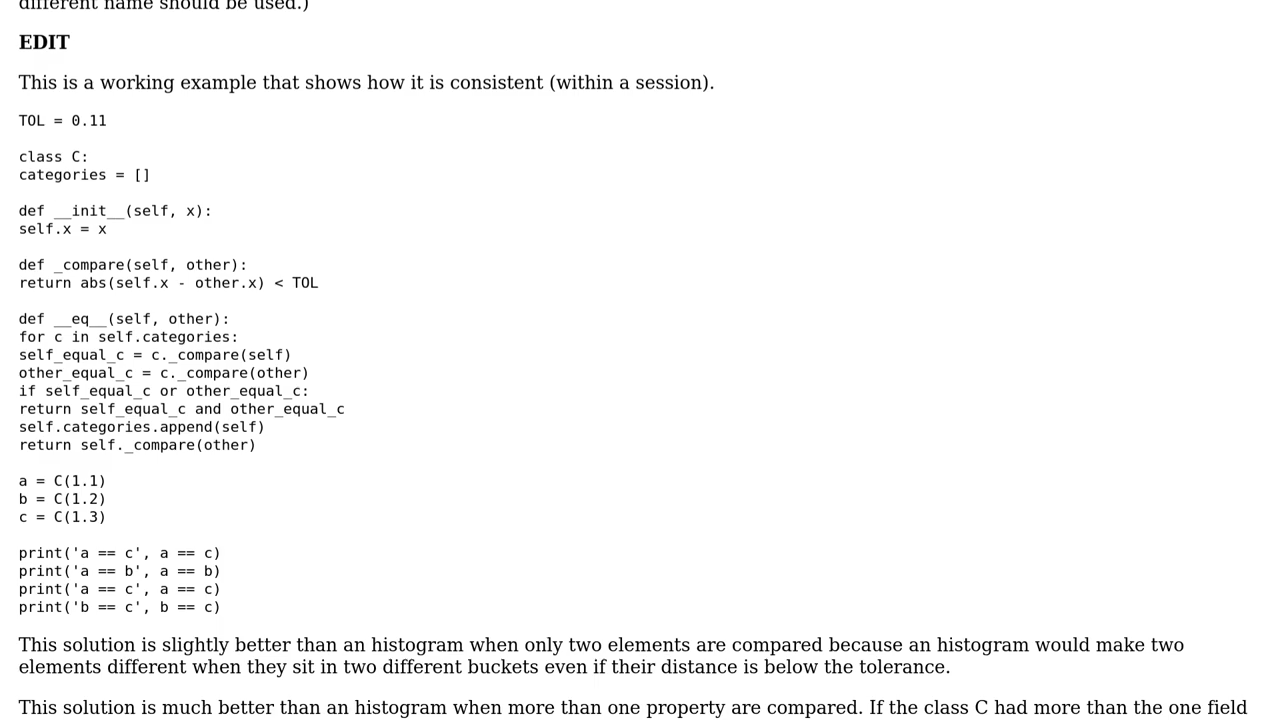 different name should be used.)
EDIT
This is a working example that shows how it is consistent (within a session).
TOL = 0.11
class C:
categories = []
def __init__(self, x):
self.x = x
def _compare(self, other):
return abs(self.x - other.x) < TOL
def __eq__(self, other):
for c in self.categories:
self_equal_c = c._compare(self)
other_equal_c = c._compare(other)
if self_equal_c or other_equal_c:
return self_equal_c and other_equal_c
self.categories.append(self)
return self._compare(other)
a = C(1.1)
b = C(1.2)
c = C(1.3)
print('a == c', a == c)
print('a == b', a == b)
print('a == c', a == c)
print('b == c', b == c)
This solution is slightly better than an histogram when only two elements are compared because an histogram would make two
elements different when they sit in two different buckets even if their distance is below the tolerance.
This solution is much better than an histogram when more than one property are compared. If the class C had more than the one field